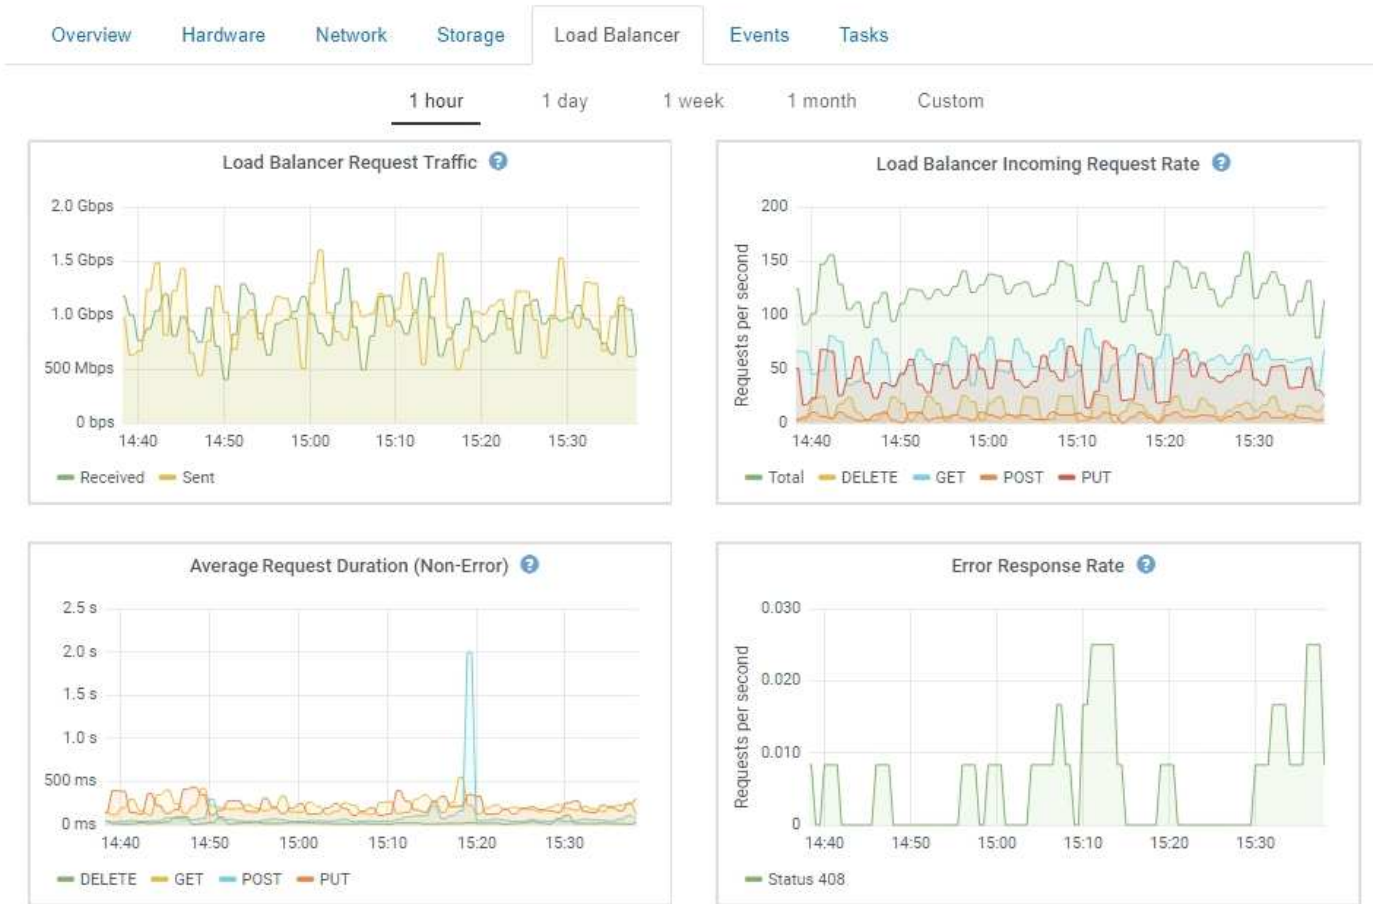 Overview Hardware Network Storage Load Balancer Events Tasks
1 hour 1 day 1 week 1 month Custom
Load Balancer Request Traffic ?
2.0 Gbps
1.5 Gbps
1.0 Gbps
500 Mbps
0 bps
14:40 14:50 15:00 15:10 15:20 15:30
Received Sent
Load Balancer Incoming Request Rate ?
Requests per second
200
150
100
50
0
14:40 14:50 15:00 15:10 15:20 15:30
Total DELETE GET POST PUT
Average Request Duration (Non-Error) ?
2.5 s
2.0 s
1.5 s
1.0 s
500 ms
0 ms
14:40 14:50 15:00 15:10 15:20 15:30
DELETE GET POST PUT
Error Response Rate ?
Requests per second
0.030
0.020
0.010
0
14:40 14:50 15:00 15:10 15:20 15:30
Status 408